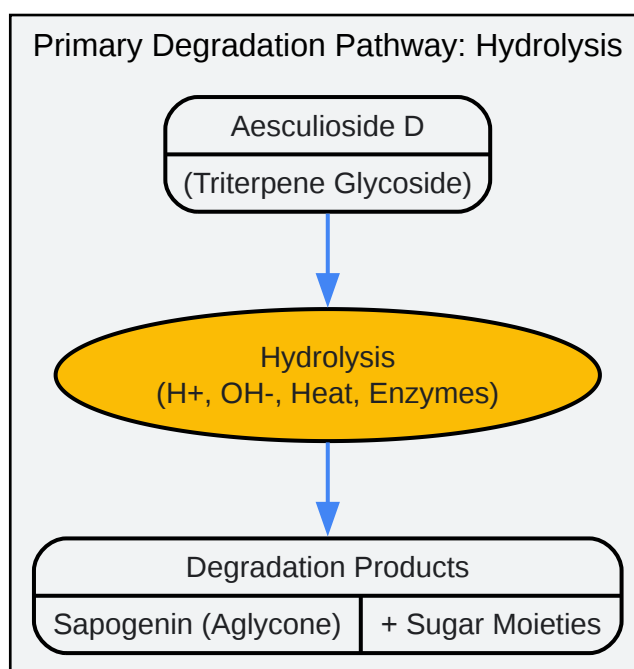 Primary Degradation Pathway: Hydrolysis
Aesculioside D
(Triterpene Glycoside)
Hydrolysis
(H+, OH-, Heat, Enzymes)
Degradation Products
Sapogenin (Aglycone)
+ Sugar Moieties